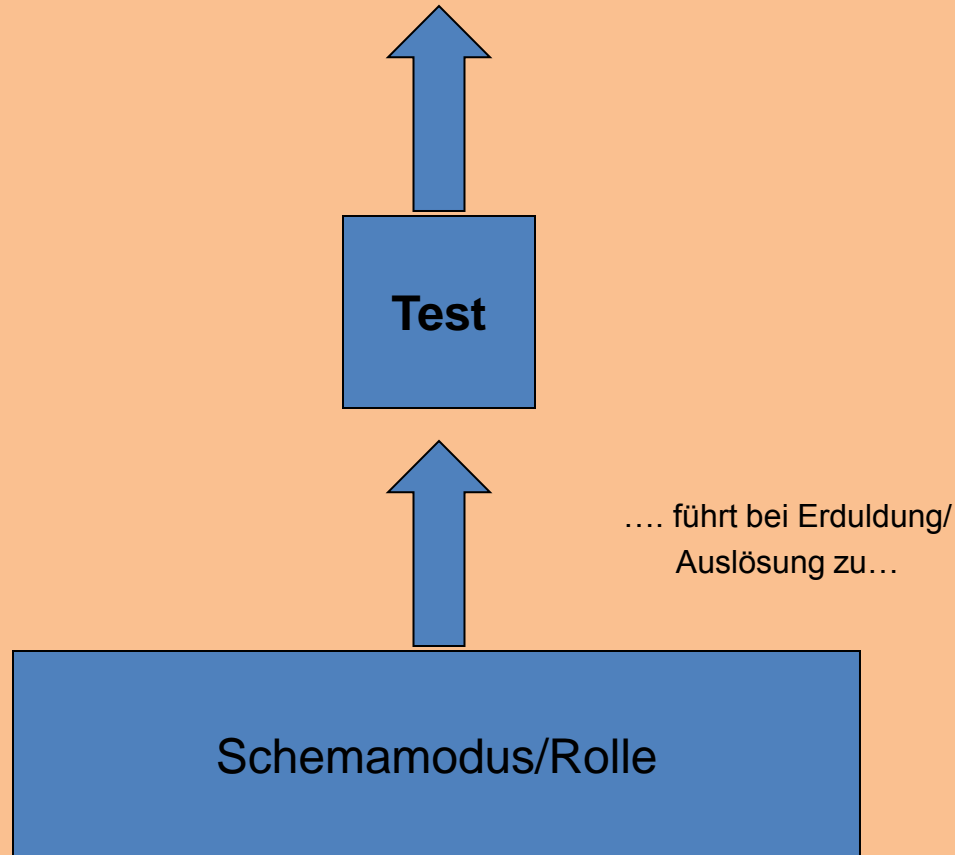 Test
…. führt bei Erduldung/
Auslösung zu…
Schemamodus/Rolle